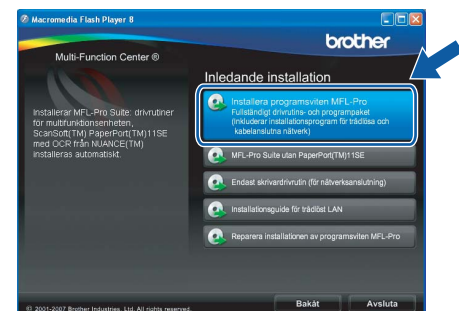 Macromedia Flash Player 8
brother
Multi-Function Center ®
Inledande installation
Installerar MFL-Pro Suite: drivrutiner
för multifunktionsenheten,
ScanSoft(TM) PaperPort(TM)11SE
med OCR från NUANCE(TM)
installeras automatiskt.
Installera programsviten MFL-Pro
Fullständigt drivrutins- och programpaket
(inkluderar installationsprogram för trådlösa och
kabelanslutna nätverk)
MFL-Pro Suite utan PaperPort(TM)11SE
Endast skrivardrivrutin (för nätverksanslutning)
Installationsguide för trådlöst LAN
Reparera installationen av programsviten MFL-Pro
© 2001-2007 Brother Industries, Ltd. All rights reserved.
Bakåt
Avsluta